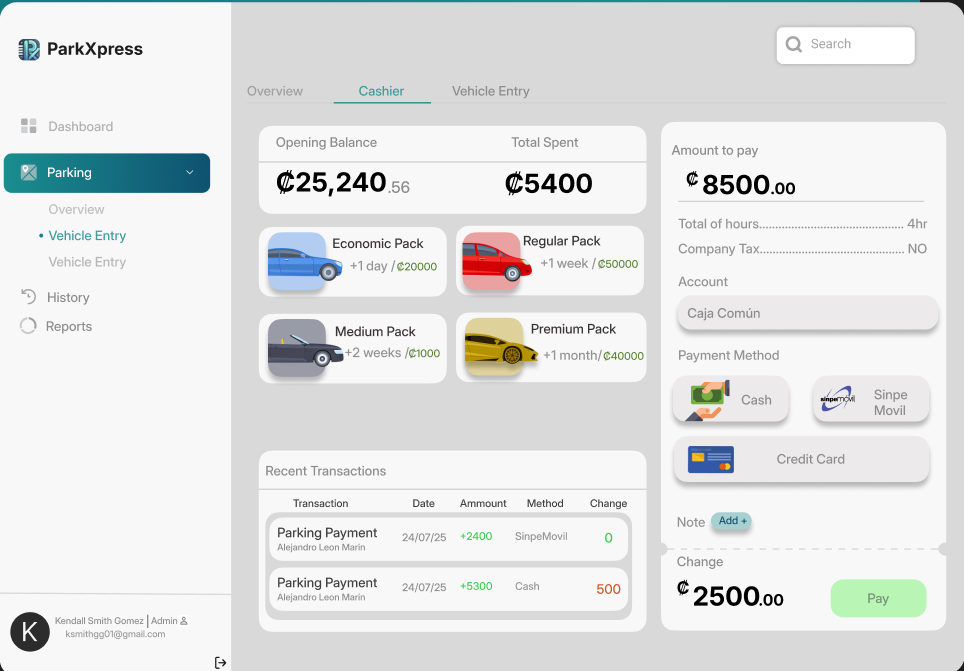 ParkXpress
Search
Dashboard
Parking
Overview
Vehicle Entry
Vehicle Entry
History
Reports
Kendall Smith Gomez | Admin
ksmithgg01@gmail.com
K
Overview Cashier Vehicle Entry
Opening Balance Total Spent
₡25,240.56 ₡5400
Economic Pack
+1 day /₡20000
Regular Pack
+1 week /₡50000
Medium Pack
+2 weeks /₡1000
Premium Pack
+1 month/₡40000
Recent Transactions
Transaction Date Ammount Method Change
Parking Payment 24/07/25 +2400 SinpeMovil 0
Alejandro Leon Marin
Parking Payment 24/07/25 +5300 Cash 500
Alejandro Leon Marin
Amount to pay
₡8500.00
Total of hours........................................... 4hr
Company Tax........................................... NO
Account
Caja Común
Payment Method
Cash
sinpemóvil
Sinpe
Movil
Credit Card
Note Add +
Change
₡2500.00
Pay